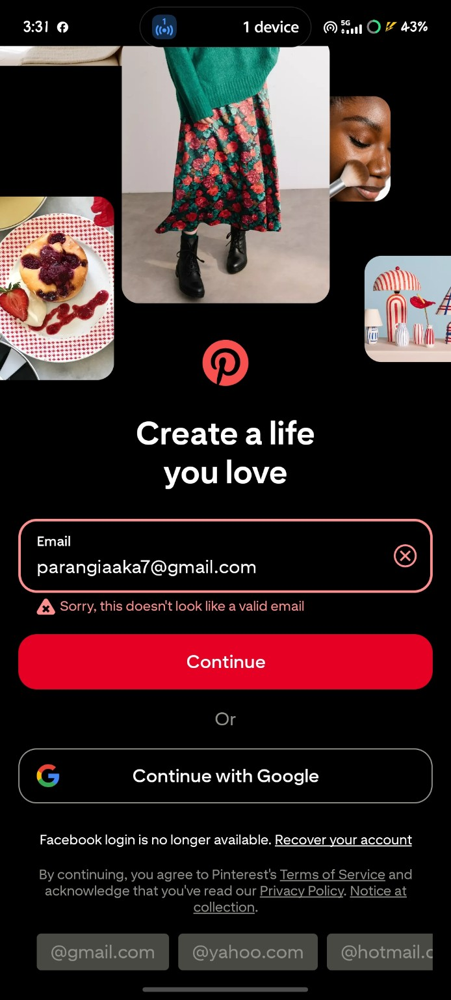 3:31
1
1 device
5G
43%
Create a life
you love
Email
parangiaaka7@gmail.com
Sorry, this doesn't look like a valid email
Continue
Or
Continue with Google
Facebook login is no longer available. Recover your account
By continuing, you agree to Pinterest's Terms of Service and
acknowledge that you've read our Privacy Policy. Notice at
collection.
@gmail.com
@yahoo.com
@hotmail.c